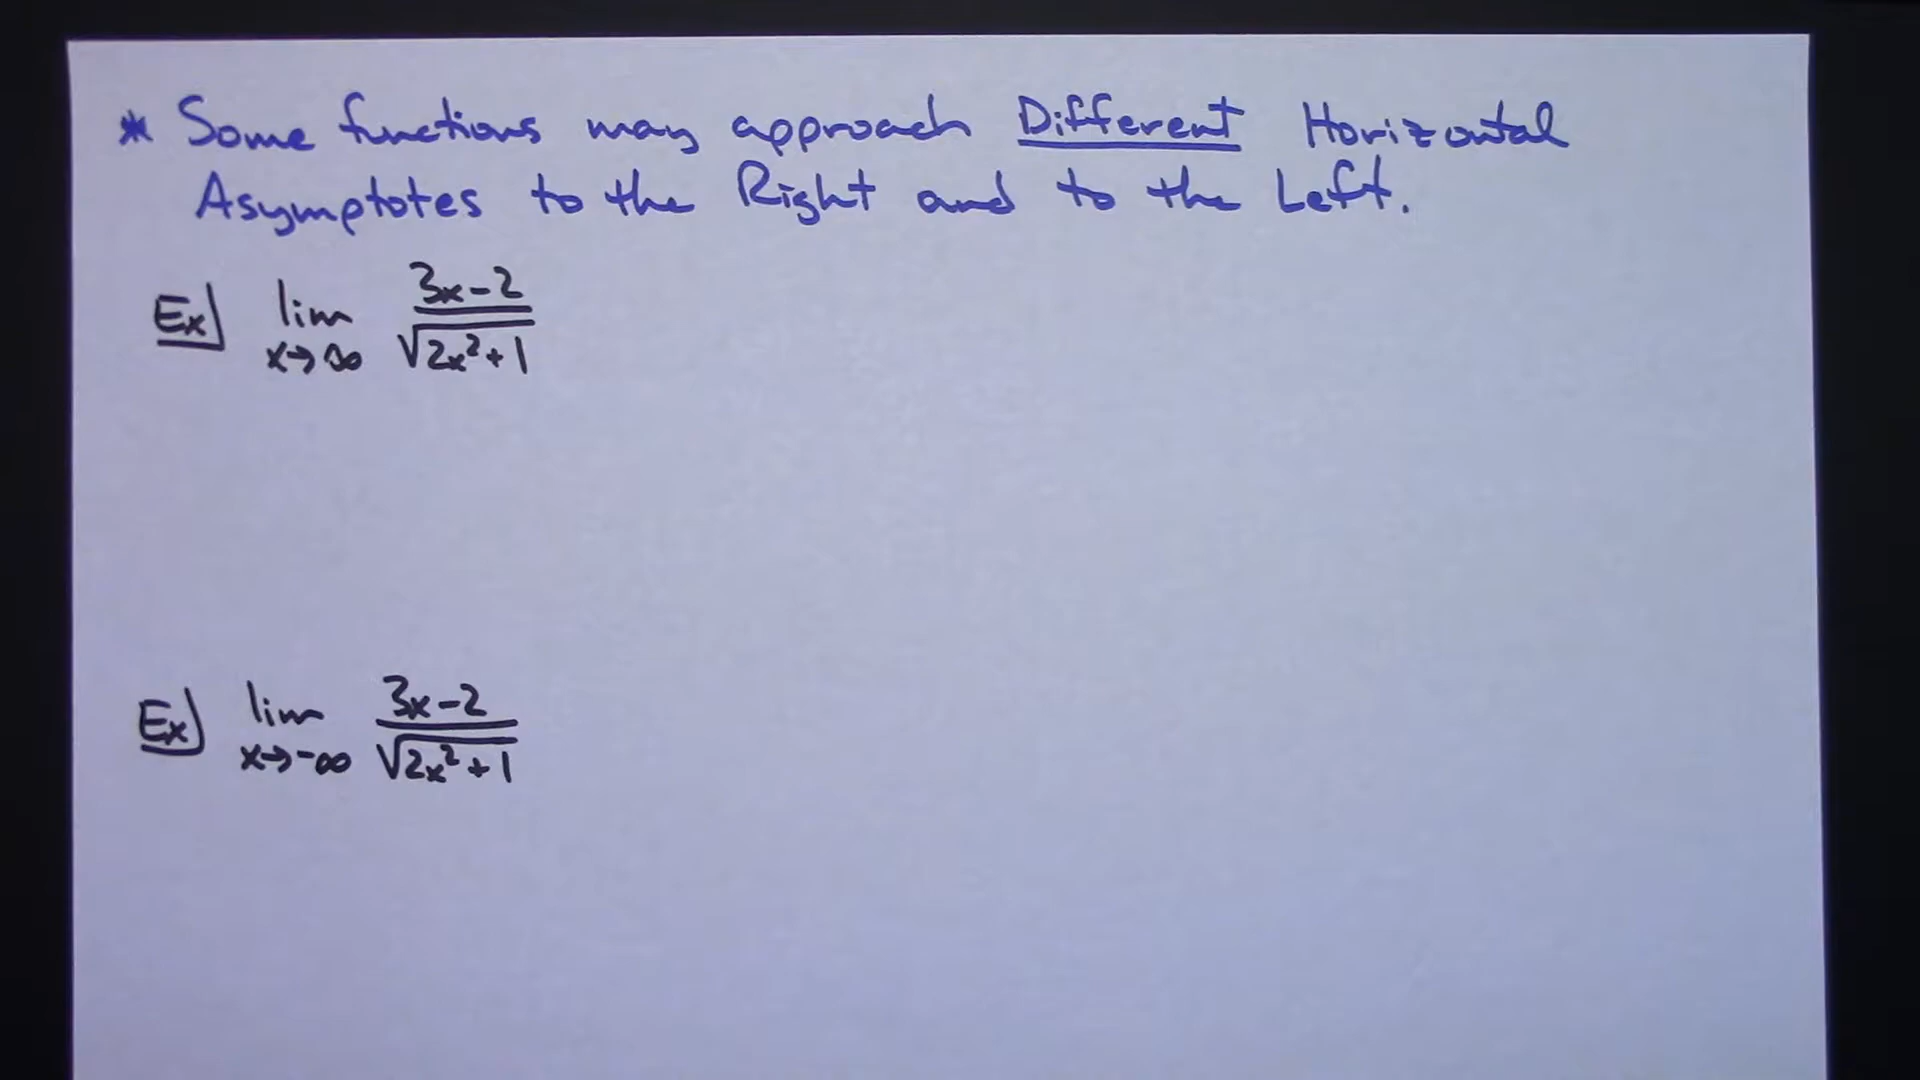 * Some functions may approach Different Horizontal
Asymptotes to the Right and to the Left.
Ex) lim x→∞ (3x-2)/√(2x²+1)
Ex) lim x→-∞ (3x-2)/√(2x²+1)